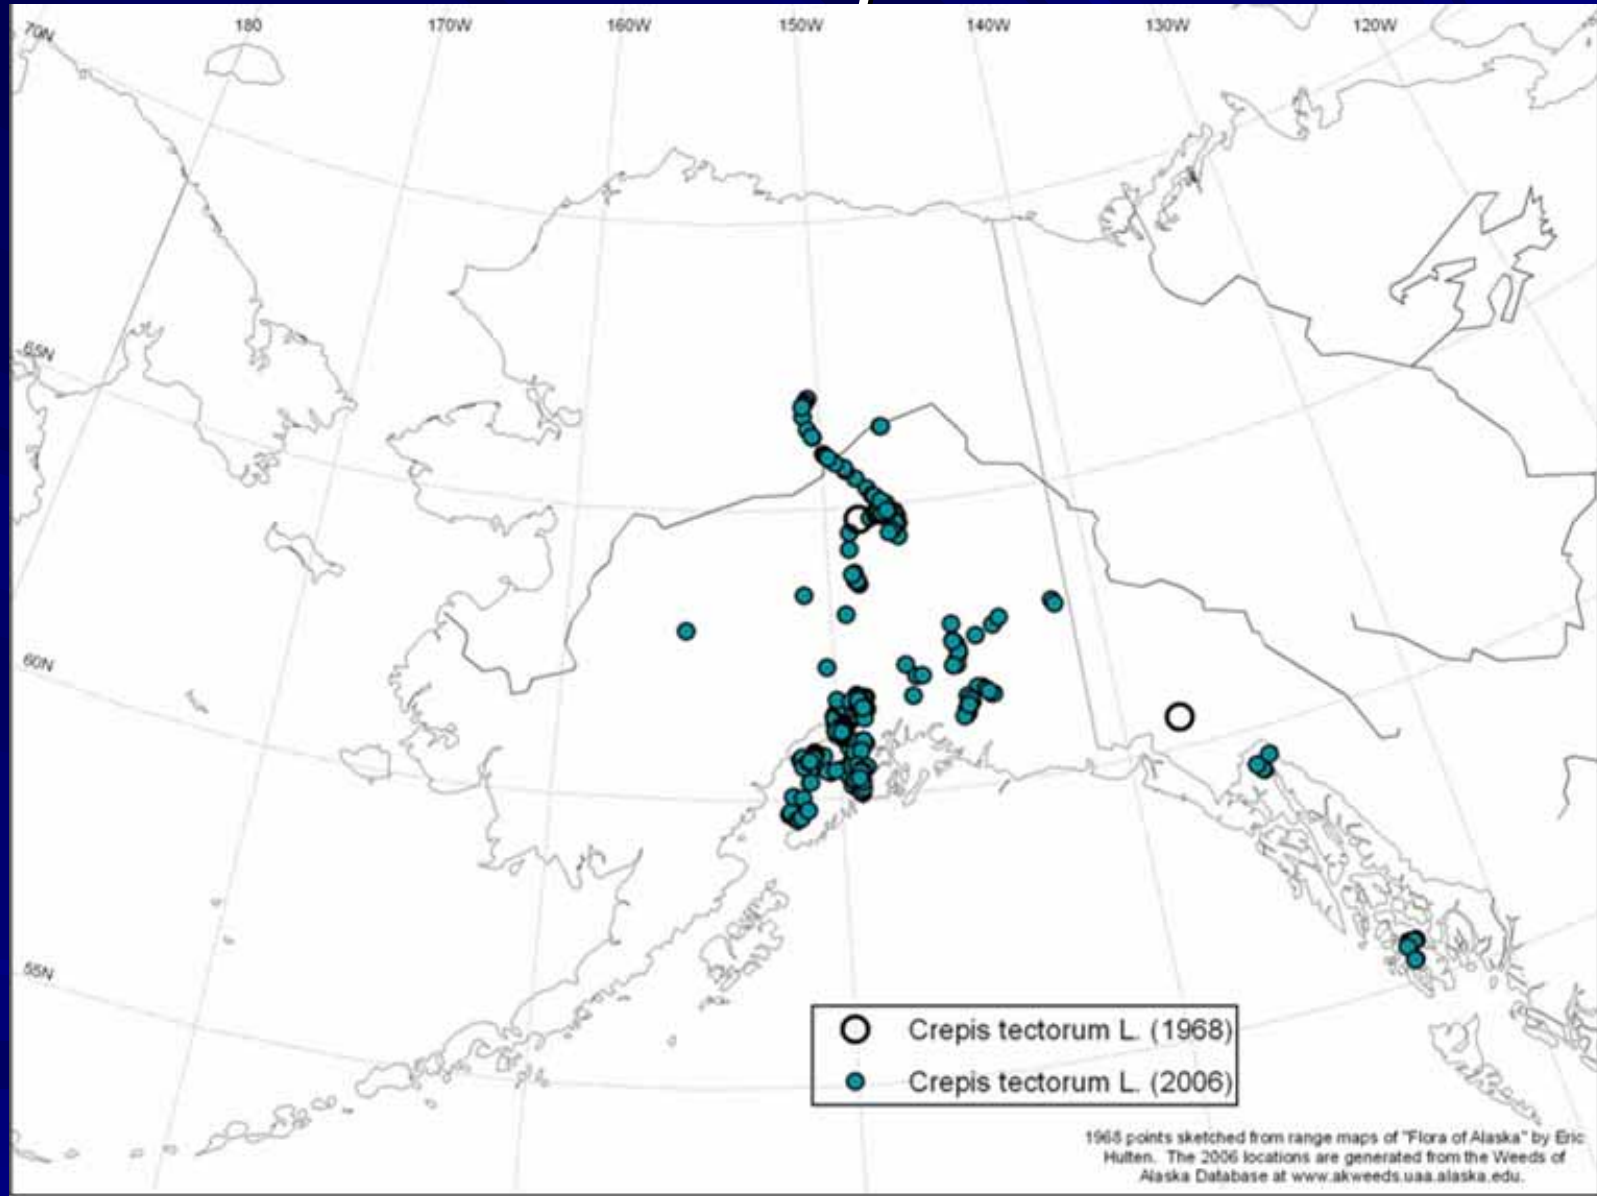 180 170W 160W 150W 140W 130W 120W
70N
65N
60N
55N
Crepis tectorum L. (1968)
Crepis tectorum L. (2006)
1968 points sketched from range maps of "Flora of Alaska" by Eric
Hulten. The 2006 locations are generated from the Weeds of
Alaska Database at www.akweeds.uaa.alaska.edu.